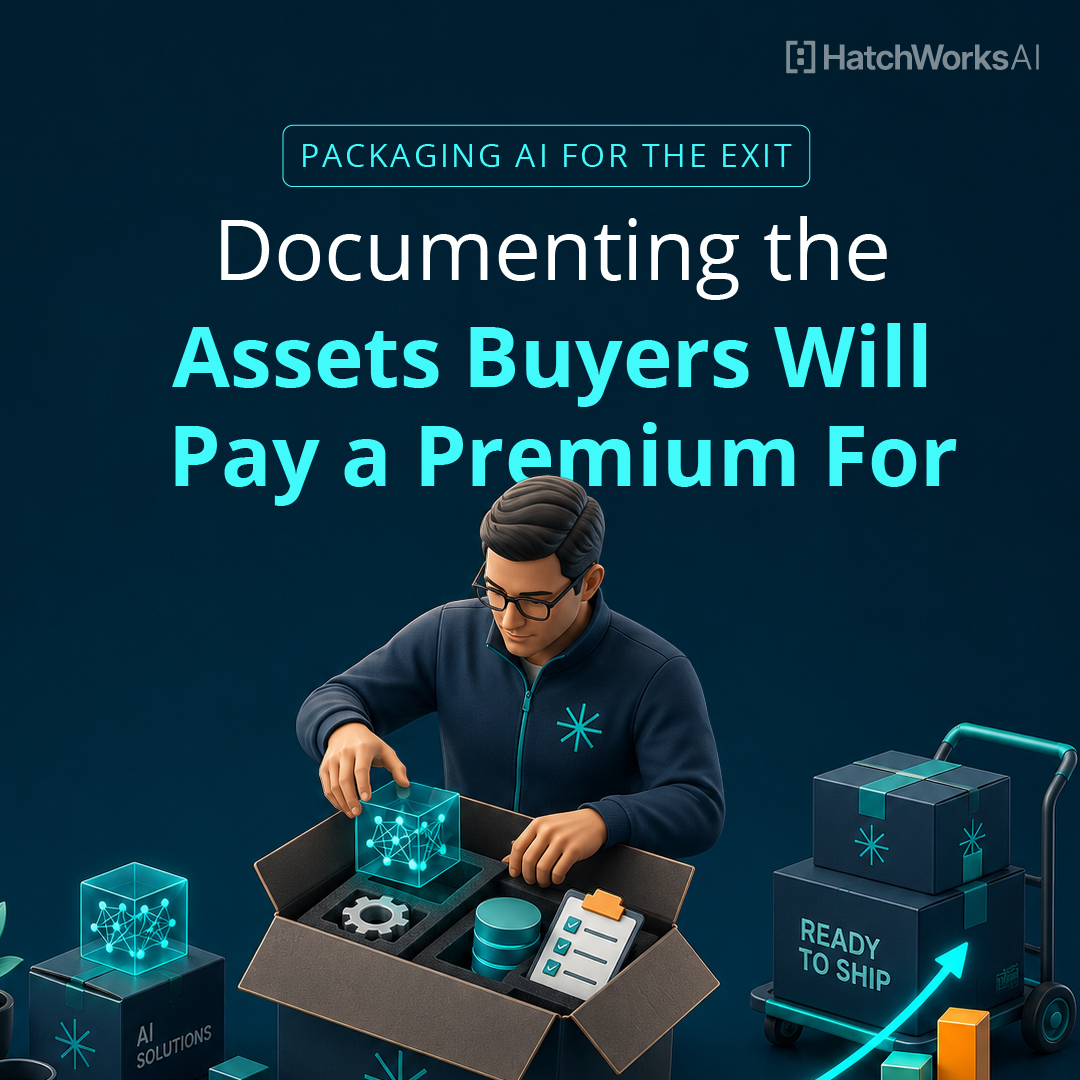 HatchWorksAI
PACKAGING AI FOR THE EXIT
Documenting the
Assets Buyers Will
Pay a Premium For
READY
TO SHIP
AI
SOLUTIONS